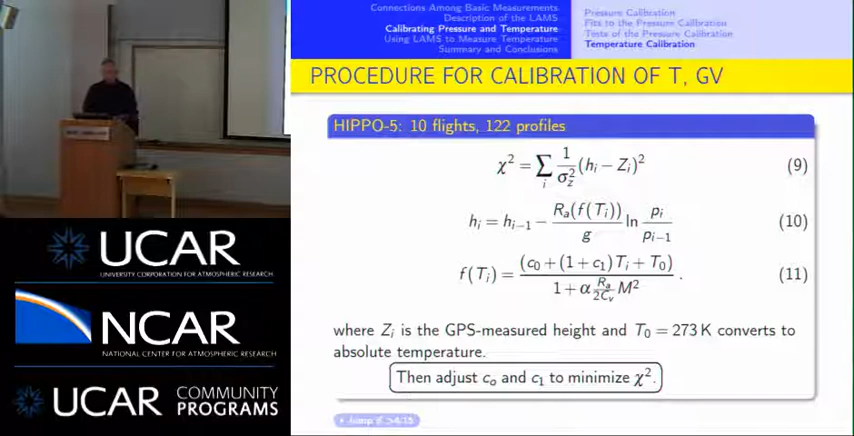 Connections Among Basic Measurements
Description of the LAMS
Calibrating Pressure and Temperature
Using LAMS to Measure Temperature
Summary and Conclusions
Pressure Calibration
Fits to the Pressure Calibration
Tests of the Pressure Calibration
Temperature Calibration
PROCEDURE FOR CALIBRATION OF T, GV
HIPPO-5: 10 flights, 122 profiles
χ² = ∑_i 1/σ_z² (h_i − Z_i)² (9)
h_i = h_{i−1} − R_a(f(T_i))/g ln p_i/p_{i−1} (10)
f(T_i) = (c_0 + (1 + c_1) T_i + T_0) / (1 + α R_a/2C_v M²) . (11)
where Z_i is the GPS-measured height and T_0 = 273 K converts to
absolute temperature.
Then adjust c_o and c_1 to minimize χ².
UCAR
UNIVERSITY CORPORATION FOR ATMOSPHERIC RESEARCH
NCAR
NATIONAL CENTER FOR ATMOSPHERIC RESEARCH
UCAR COMMUNITY
PROGRAMS